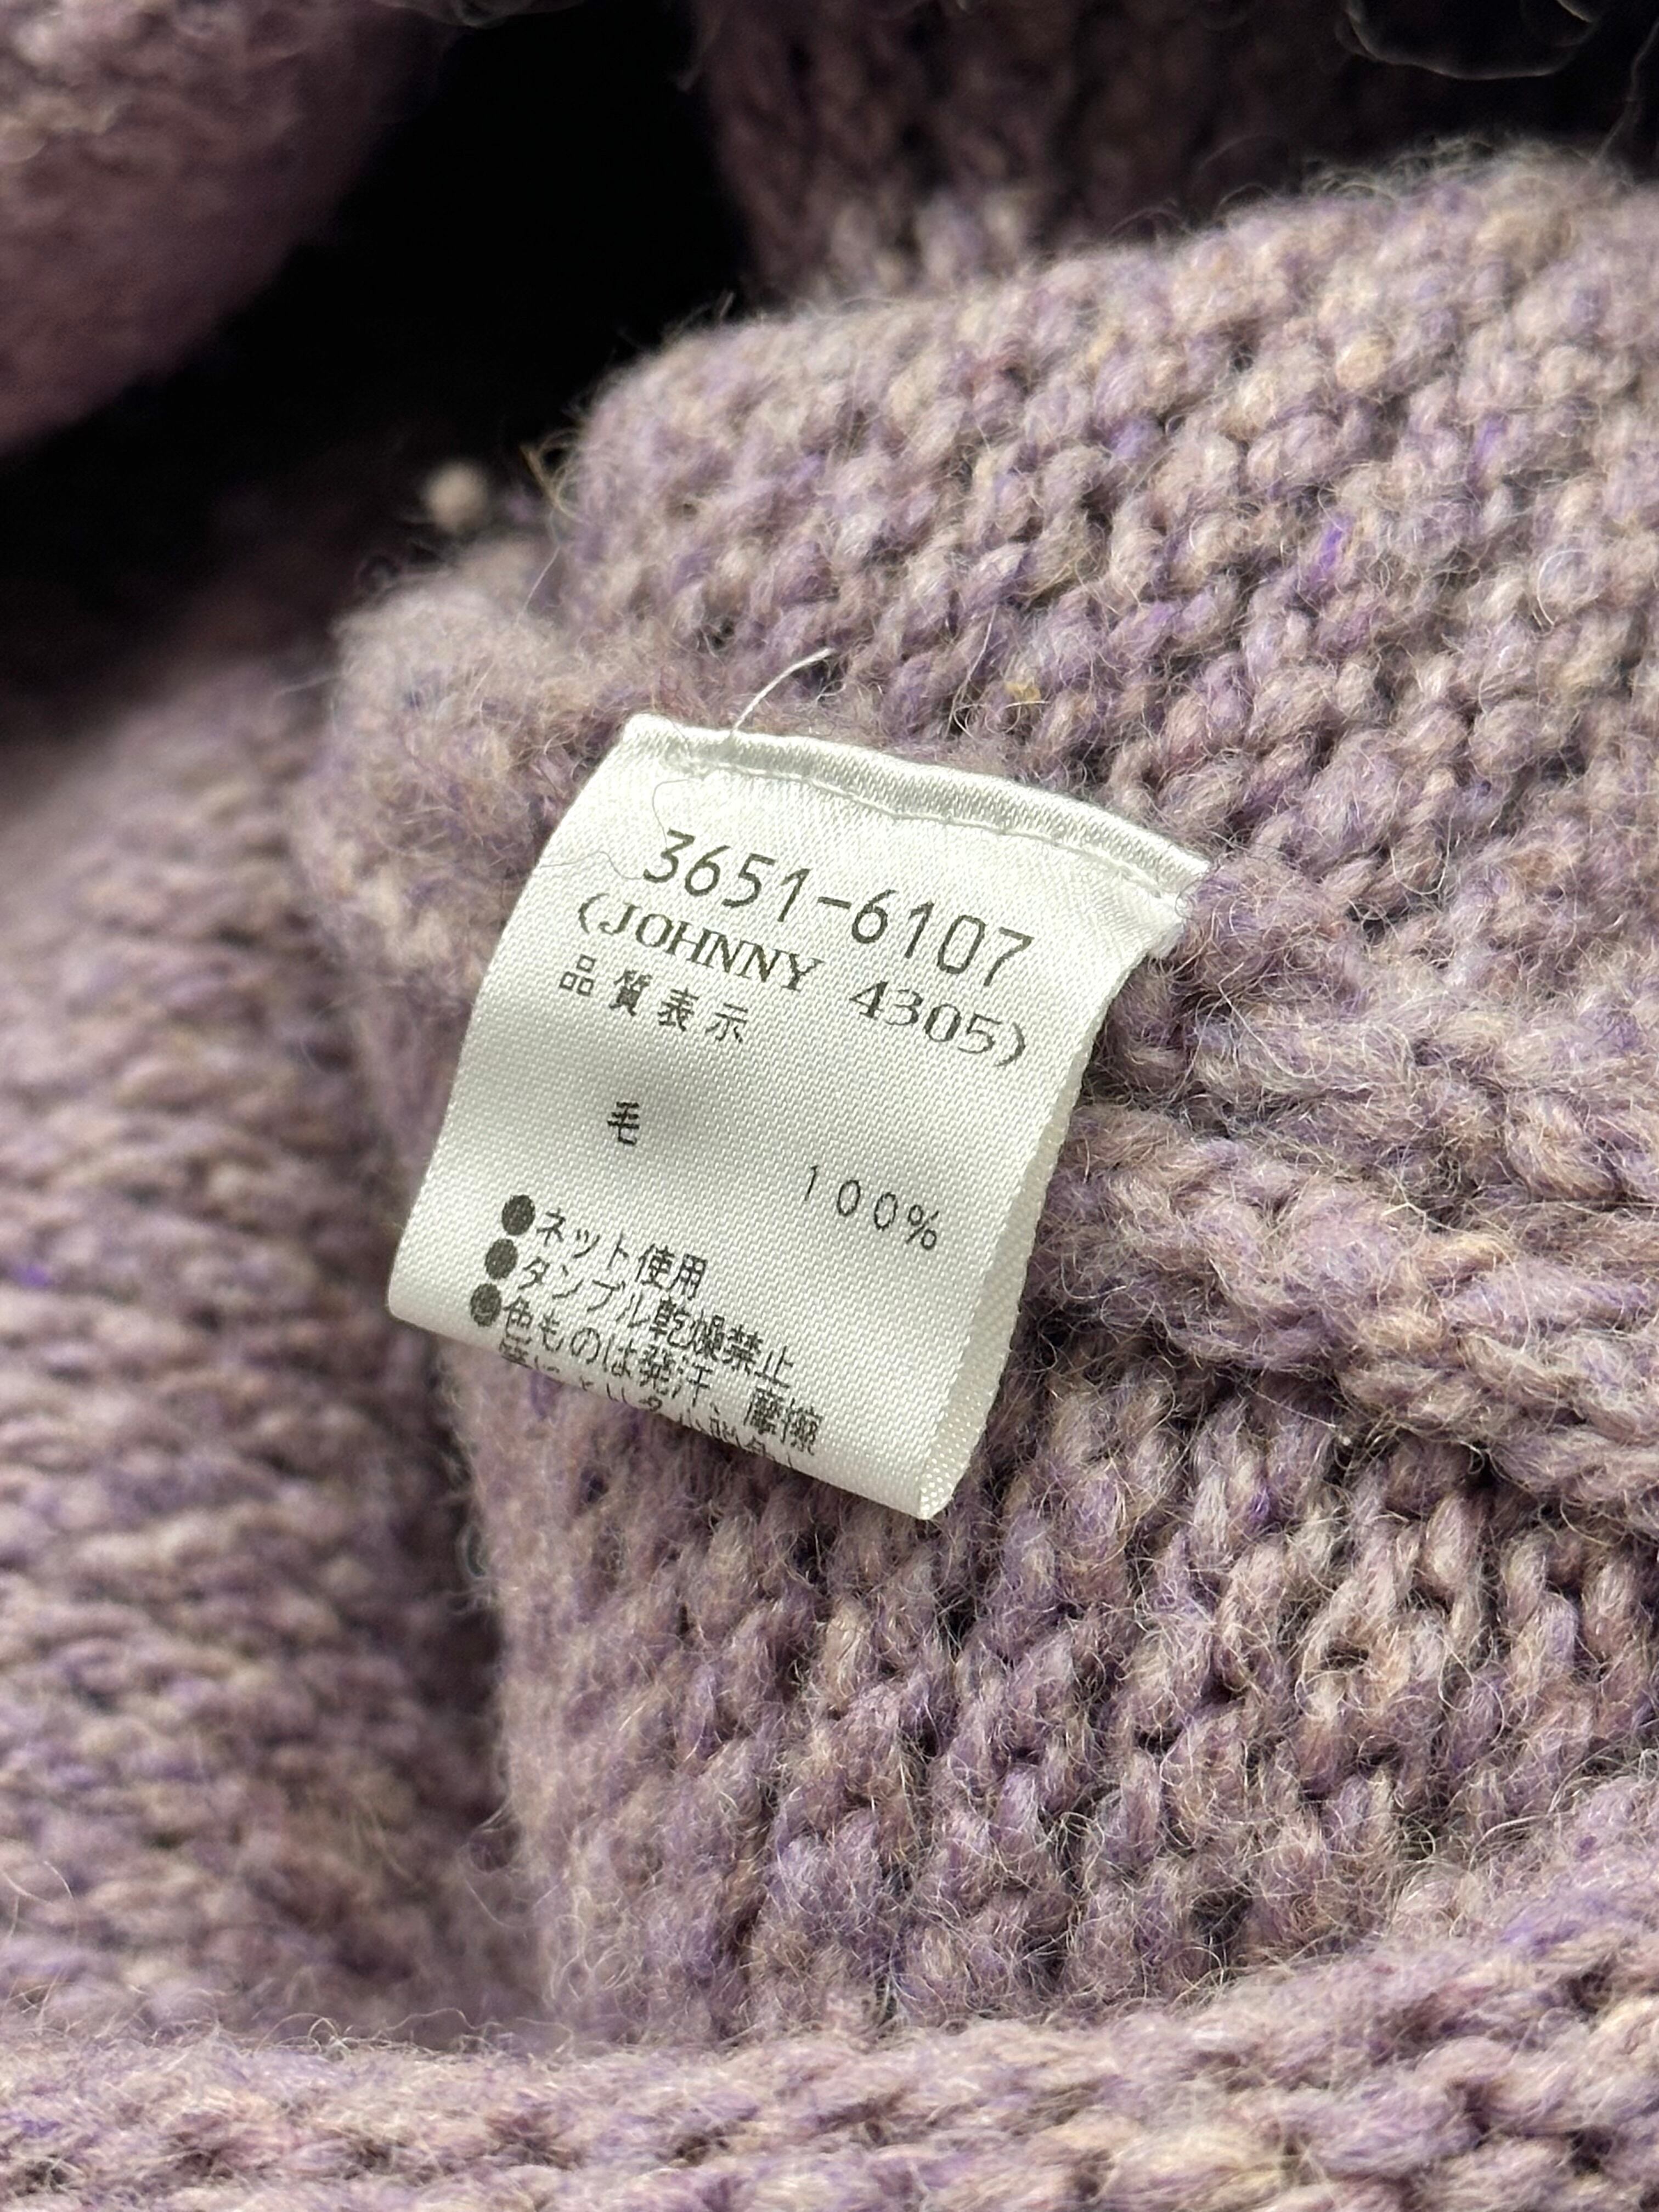 3651-6107
(JOHNNY 4305)
品質表示
毛
100%
●ネット使用
●タンブル乾燥禁止
●色ものは発汗、摩擦